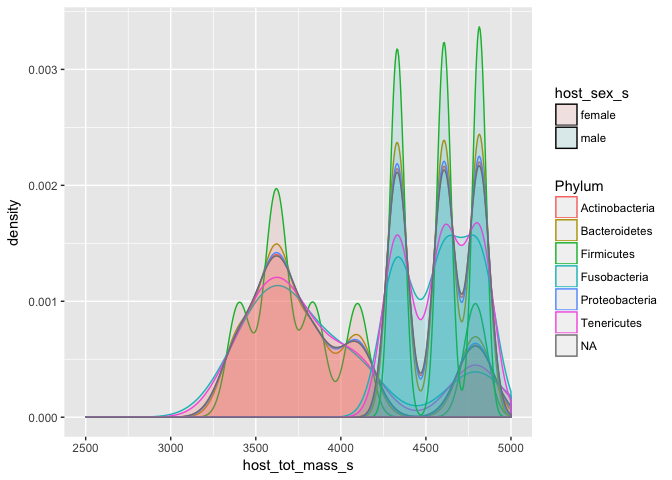 0.003
0.002
0.001
0.000
density
2500 3000 3500 4000 4500 5000
host_tot_mass_s
host_sex_s
female
male
Phylum
Actinobacteria
Bacteroidetes
Firmicutes
Fusobacteria
Proteobacteria
Tenericutes
NA